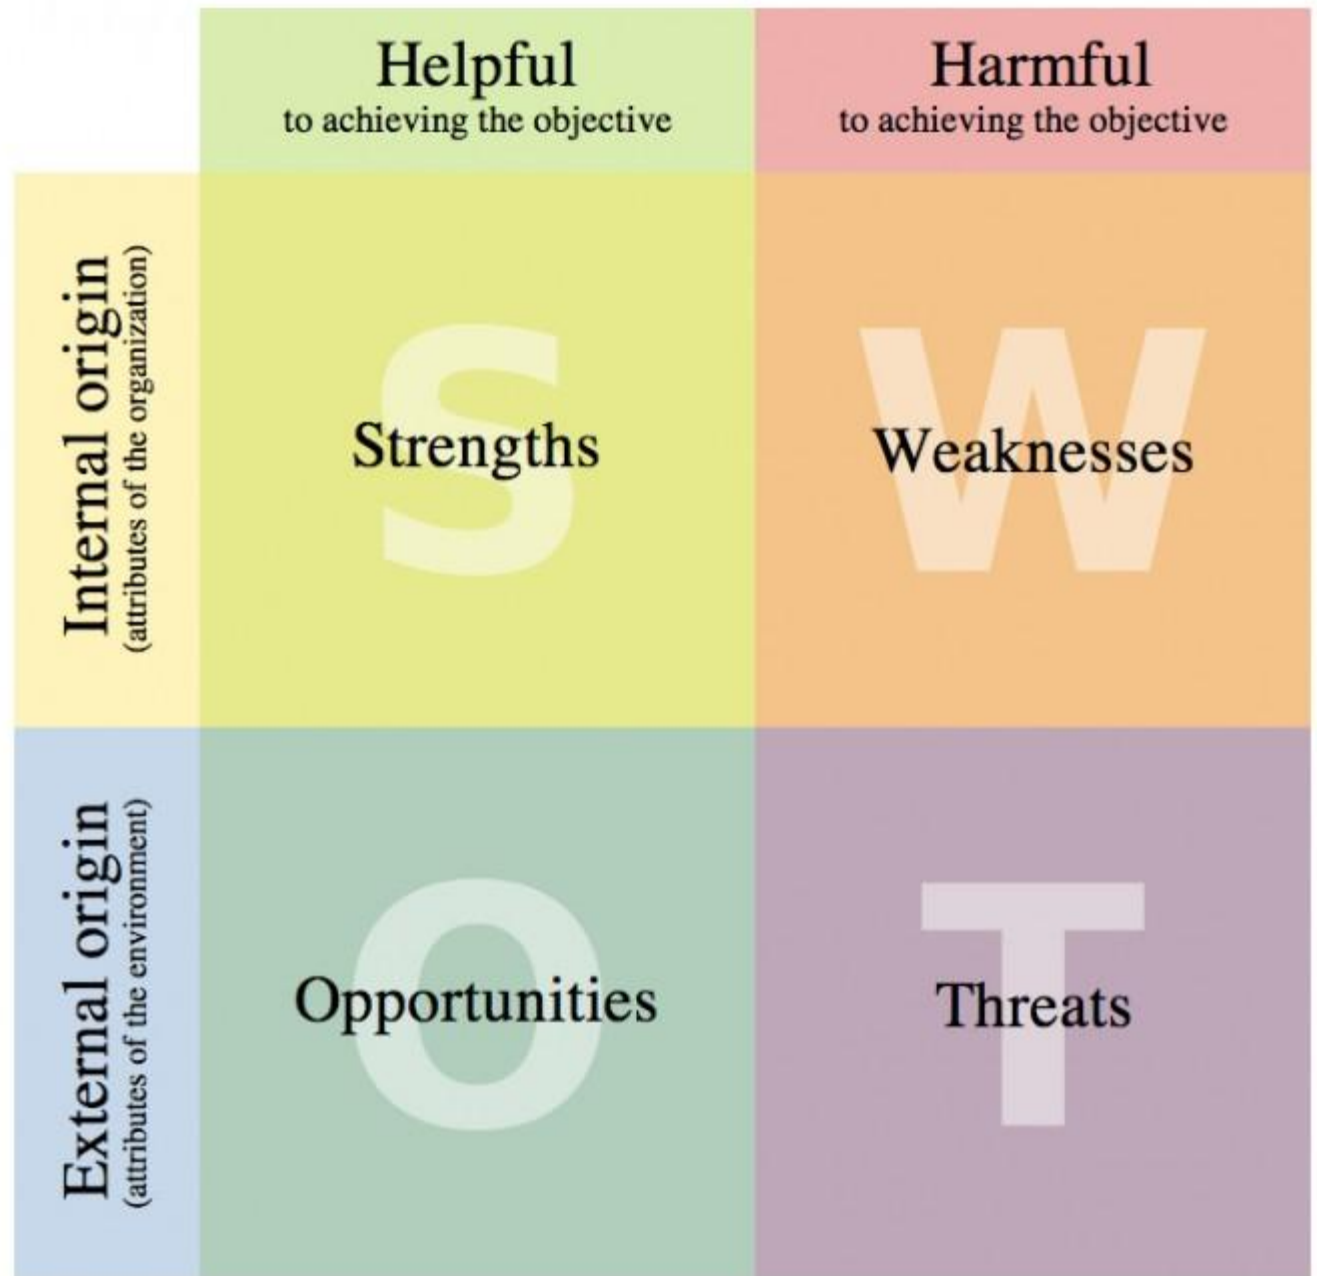 Helpful
to achieving the objective
Harmful
to achieving the objective
Internal origin
(attributes of the organization)
S
Strengths
W
Weaknesses
External origin
(attributes of the environment)
O
Opportunities
T
Threats